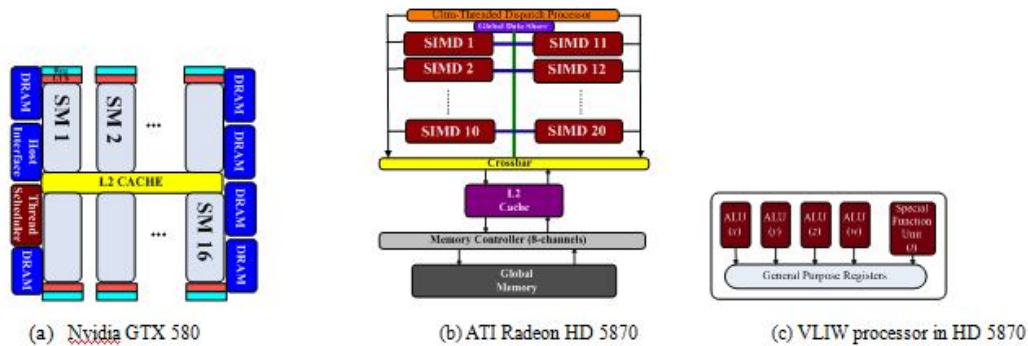 DRAM
Host
Interface
Thread
Scheduler
DRAM
Reg
SM 1
SM 2
...
L2 CACHE
...
SM 16
DRAM
DRAM
DRAM
DRAM
(a) Nvidia GTX 580
Ultra-Threaded Dispatch Processor
Global Data Share
SIMD 1
SIMD 11
SIMD 2
SIMD 12
SIMD 10
SIMD 20
Crossbar
L2
Cache
Memory Controller (8-channels)
Global
Memory
(b) ATI Radeon HD 5870
ALU
(x)
ALU
(y)
ALU
(z)
ALU
(w)
Special
Function
Unit
(t)
General Purpose Registers
(c) VLIW processor in HD 5870